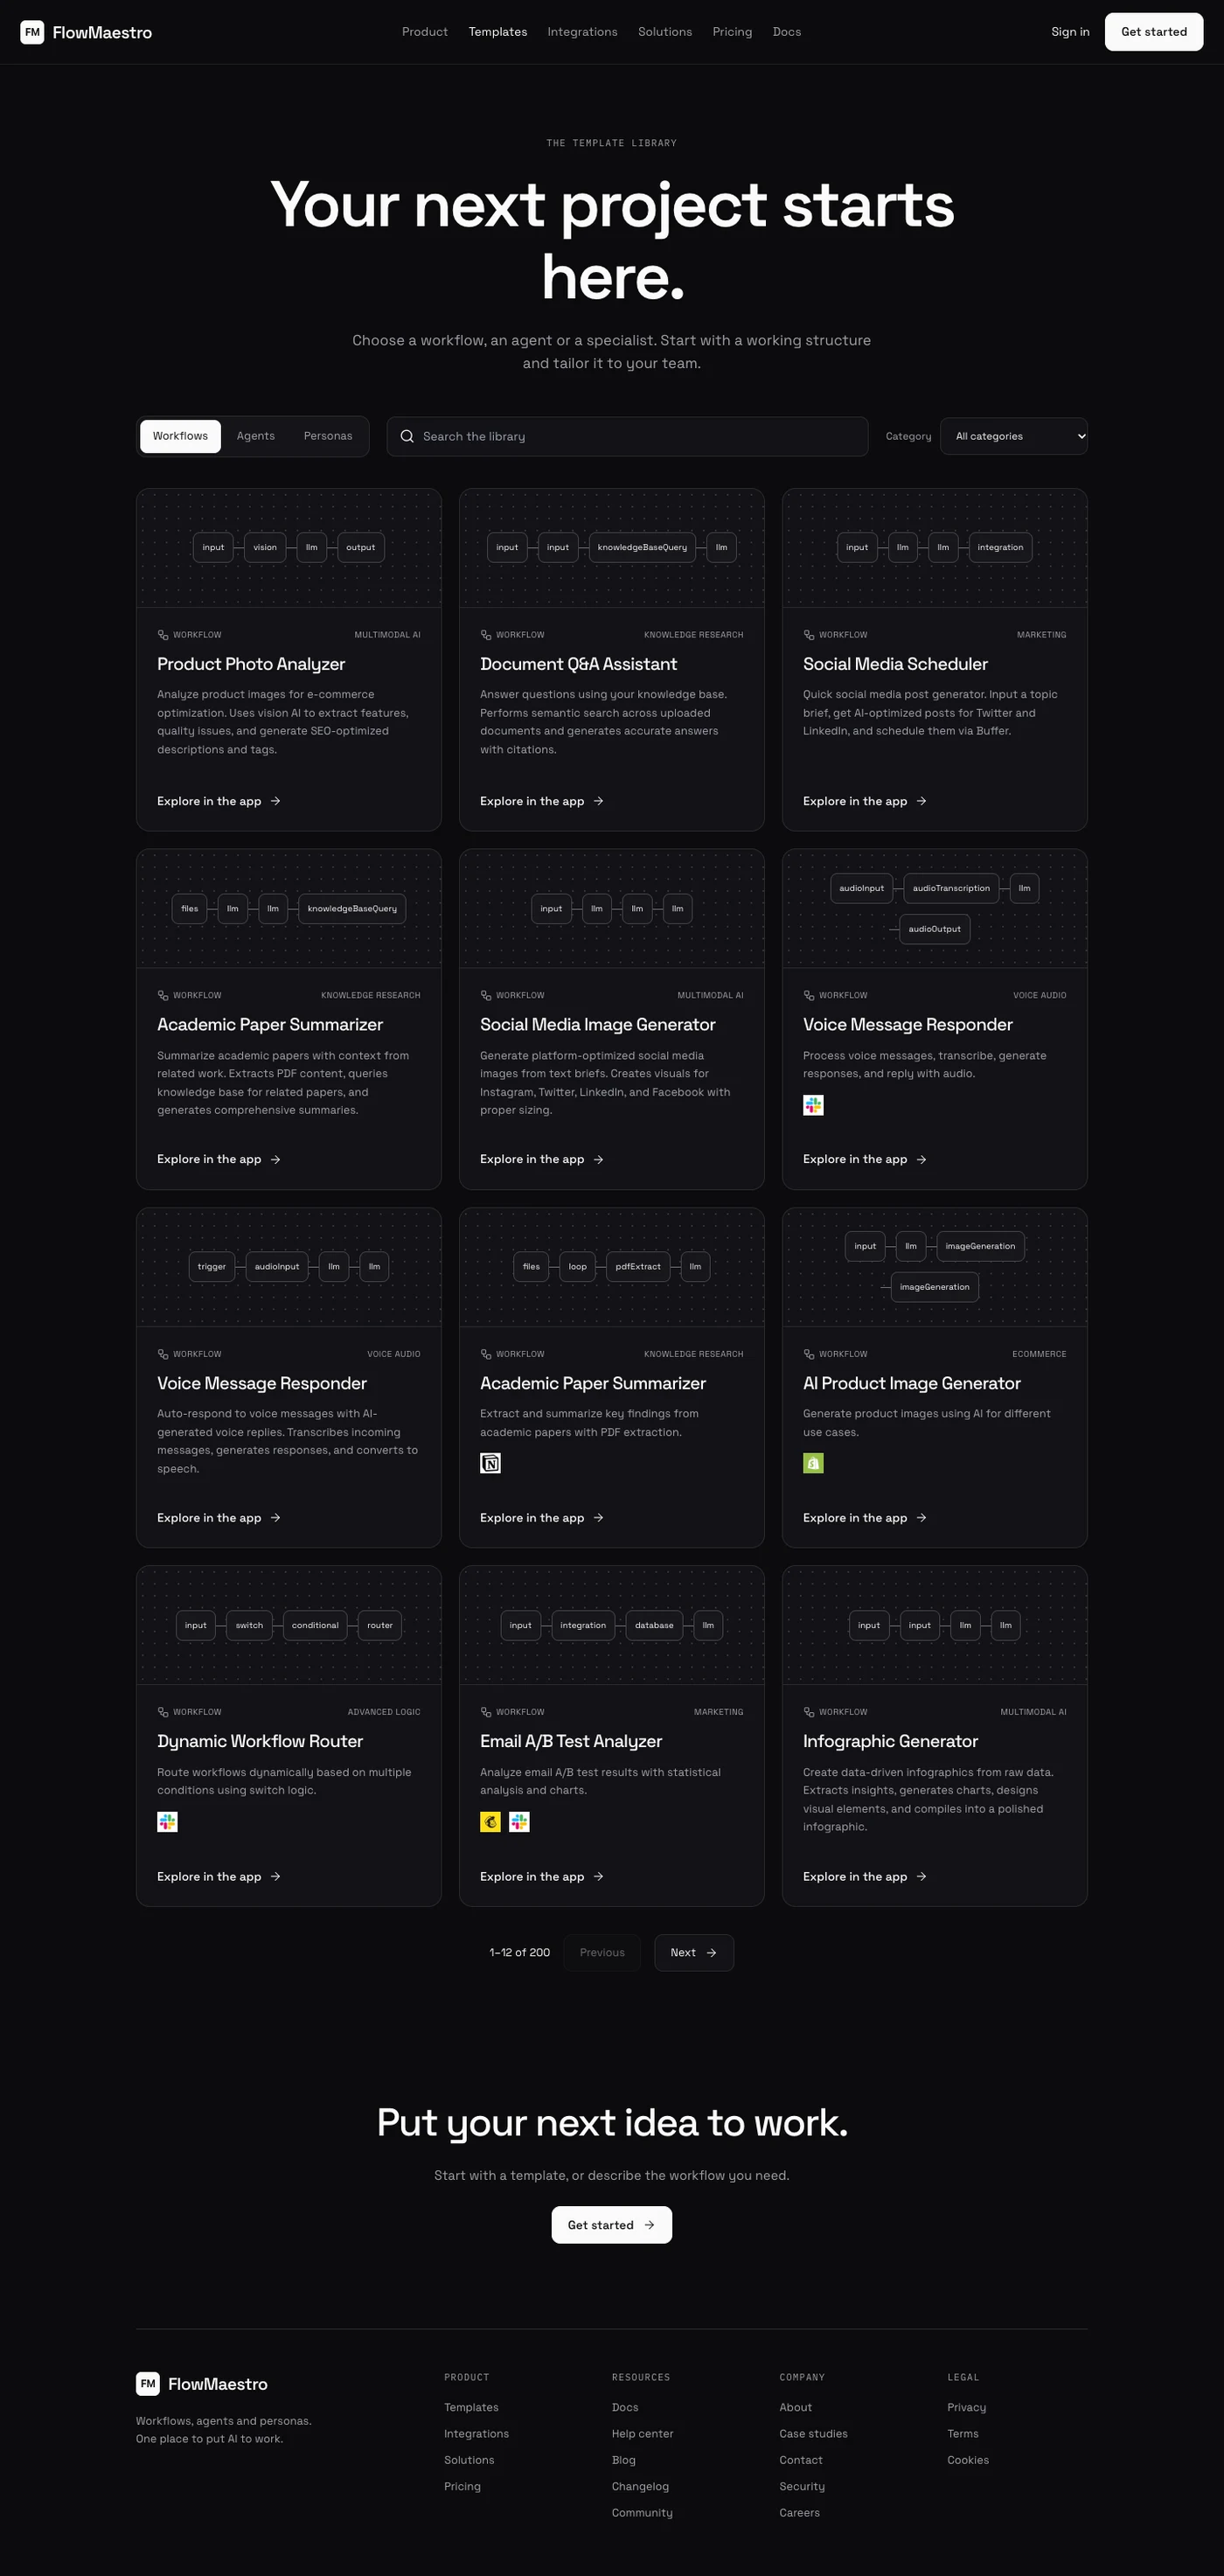 FM FlowMaestro
Product Templates Integrations Solutions Pricing Docs
Sign in Get started
THE TEMPLATE LIBRARY
Your next project starts
here.
Choose a workflow, an agent or a specialist. Start with a working structure
and tailor it to your team.
Workflows Agents Personas
Search the library
Category All categories
input vision llm output
WORKFLOW MULTIMODAL AI
Product Photo Analyzer
Analyze product images for e-commerce
optimization. Uses vision AI to extract features,
quality issues, and generate SEO-optimized
descriptions and tags.
Explore in the app
input input knowledgeBaseQuery llm
WORKFLOW KNOWLEDGE RESEARCH
Document Q&A Assistant
Answer questions using your knowledge base.
Performs semantic search across uploaded
documents and generates accurate answers
with citations.
Explore in the app
input llm llm integration
WORKFLOW MARKETING
Social Media Scheduler
Quick social media post generator. Input a topic
brief, get AI-optimized posts for Twitter and
LinkedIn, and schedule them via Buffer.
Explore in the app
files llm llm knowledgeBaseQuery
WORKFLOW KNOWLEDGE RESEARCH
Academic Paper Summarizer
Summarize academic papers with context from
related work. Extracts PDF content, queries
knowledge base for related papers, and
generates comprehensive summaries.
Explore in the app
input llm llm llm
WORKFLOW MULTIMODAL AI
Social Media Image Generator
Generate platform-optimized social media
images from text briefs. Creates visuals for
Instagram, Twitter, LinkedIn, and Facebook with
proper sizing.
Explore in the app
audioInput audioTranscription llm
audioOutput
WORKFLOW VOICE AUDIO
Voice Message Responder
Process voice messages, transcribe, generate
responses, and reply with audio.
Explore in the app
trigger audioInput llm llm
WORKFLOW VOICE AUDIO
Voice Message Responder
Auto-respond to voice messages with AI-
generated voice replies. Transcribes incoming
messages, generates responses, and converts to
speech.
Explore in the app
files loop pdfExtract llm
WORKFLOW KNOWLEDGE RESEARCH
Academic Paper Summarizer
Extract and summarize key findings from
academic papers with PDF extraction.
Explore in the app
input llm imageGeneration
imageGeneration
WORKFLOW ECOMMERCE
AI Product Image Generator
Generate product images using AI for different
use cases.
Explore in the app
input switch conditional router
WORKFLOW ADVANCED LOGIC
Dynamic Workflow Router
Route workflows dynamically based on multiple
conditions using switch logic.
Explore in the app
input integration database llm
WORKFLOW MARKETING
Email A/B Test Analyzer
Analyze email A/B test results with statistical
analysis and charts.
Explore in the app
input input llm llm
WORKFLOW MULTIMODAL AI
Infographic Generator
Create data-driven infographics from raw data.
Extracts insights, generates charts, designs
visual elements, and compiles into a polished
infographic.
Explore in the app
1–12 of 200 Previous Next
Put your next idea to work.
Start with a template, or describe the workflow you need.
Get started
FM FlowMaestro
Workflows, agents and personas.
One place to put AI to work.
PRODUCT
Templates
Integrations
Solutions
Pricing
RESOURCES
Docs
Help center
Blog
Changelog
Community
COMPANY
About
Case studies
Contact
Security
Careers
LEGAL
Privacy
Terms
Cookies